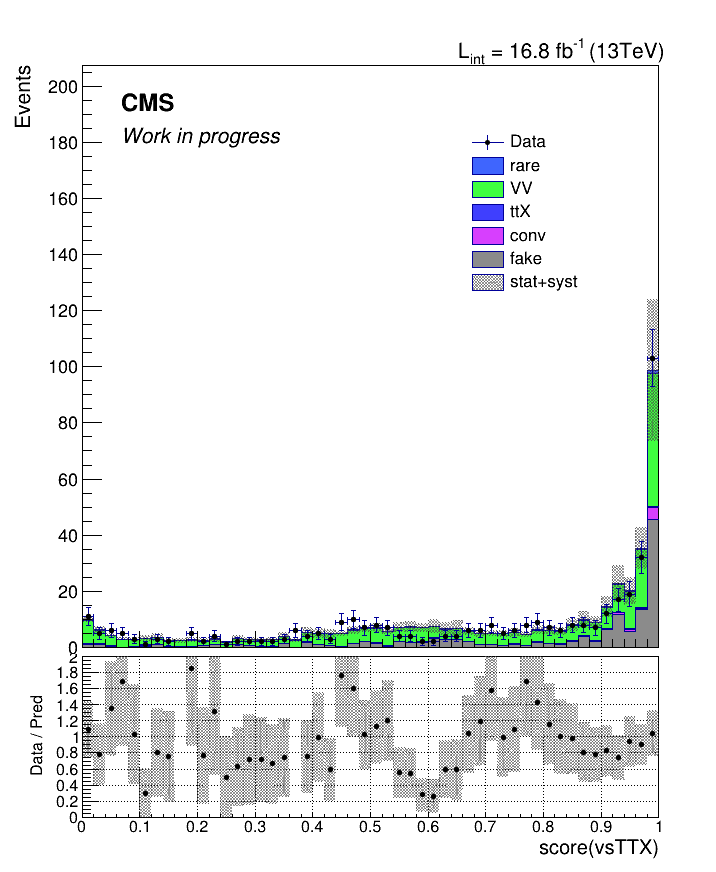 L_int = 16.8 fb^-1 (13TeV)
Events
CMS
Work in progress
Data
rare
VV
ttX
conv
fake
stat+syst
200
180
160
140
120
100
80
60
40
20
0
Data / Pred
2
1.8
1.6
1.4
1.2
1
0.8
0.6
0.4
0.2
0
0 0.1 0.2 0.3 0.4 0.5 0.6 0.7 0.8 0.9 1
score(vsTTX)